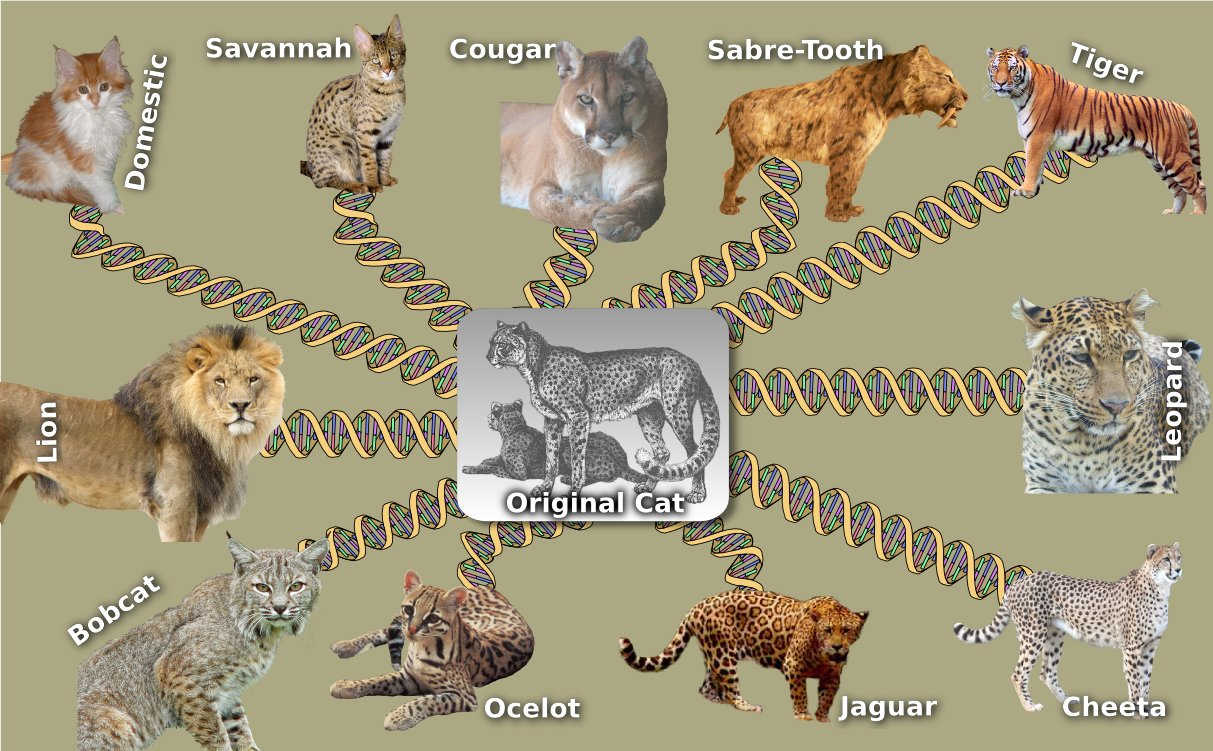 Domestic
Savannah
Cougar
Sabre-Tooth
Tiger
Lion
Original Cat
Leopard
Bobcat
Ocelot
Jaguar
Cheeta